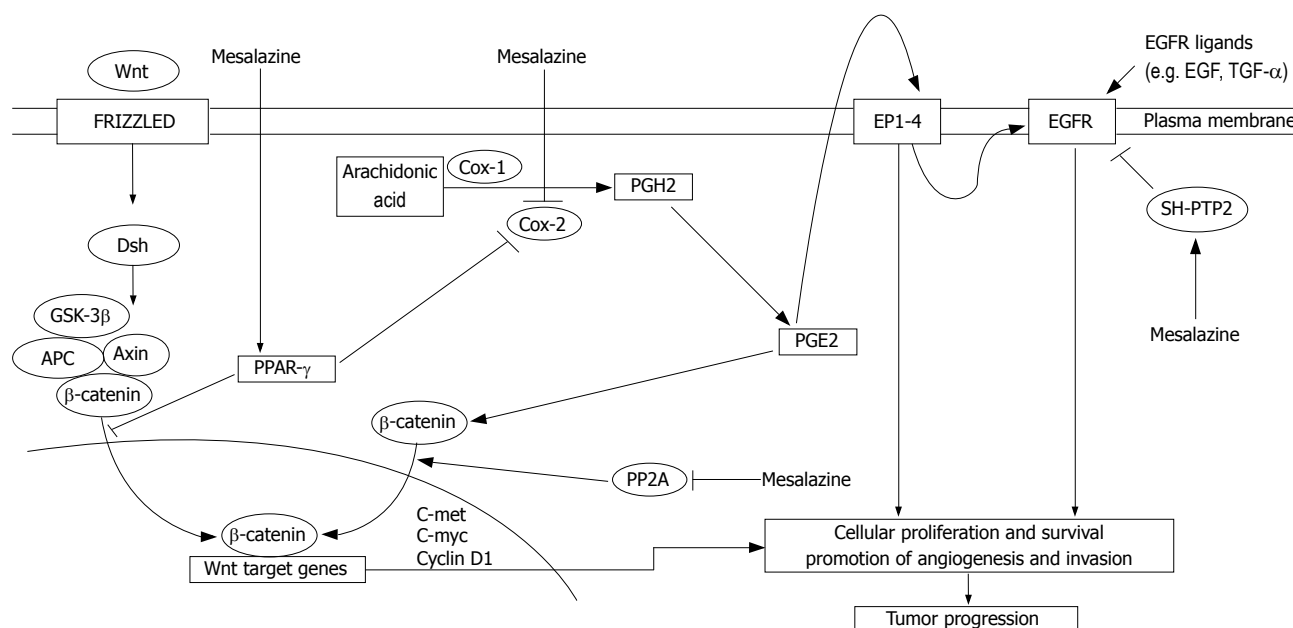 Wnt
FRIZZLED
Mesalazine
Mesalazine
EP1-4
EGFR
EGFR ligands
(e.g. EGF, TGF-α)
Plasma membrane
Arachidonic
acid
Cox-1
Cox-2
PGH2
SH-PTP2
Mesalazine
Dsh
GSK-3β
APC
Axin
β-catenin
PPAR-γ
PGE2
β-catenin
PP2A
Mesalazine
β-catenin
Wnt target genes
C-met
C-myc
Cyclin D1
Cellular proliferation and survival
promotion of angiogenesis and invasion
Tumor progression